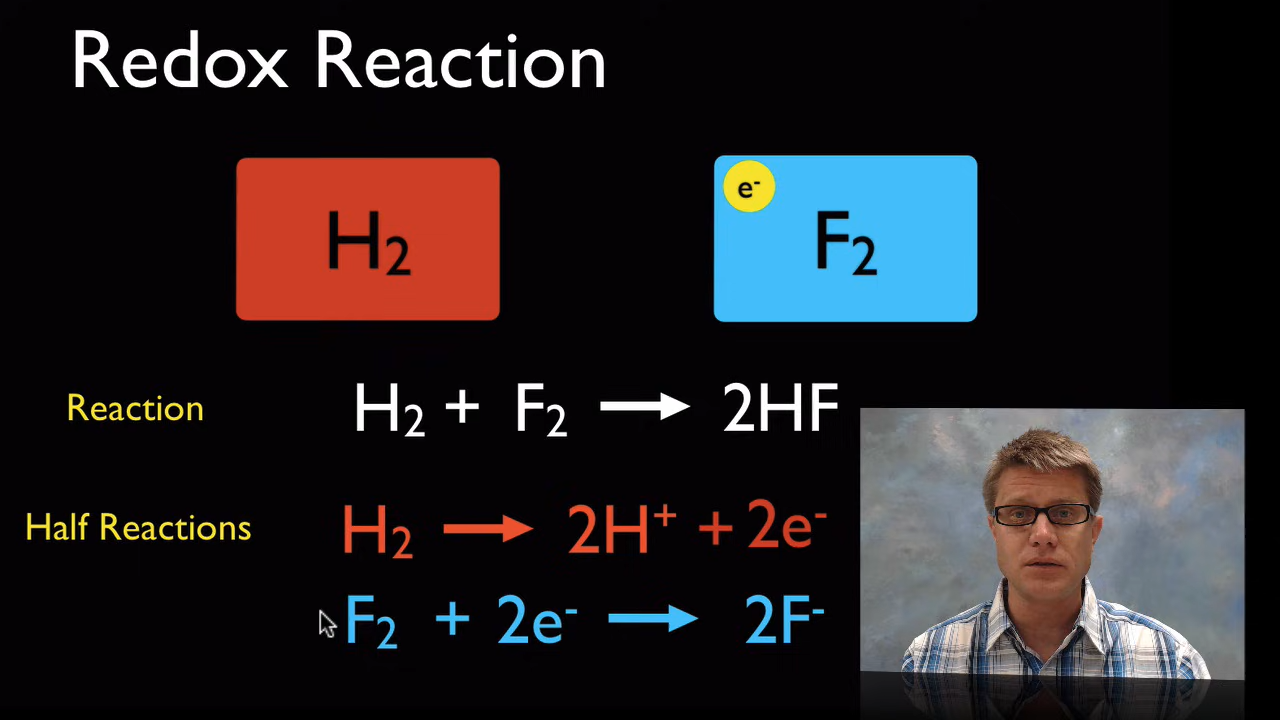 Redox Reaction
H₂
e⁻
F₂
Reaction
H₂ + F₂ → 2HF
Half Reactions
H₂ → 2H⁺ + 2e⁻
F₂ + 2e⁻ → 2F⁻